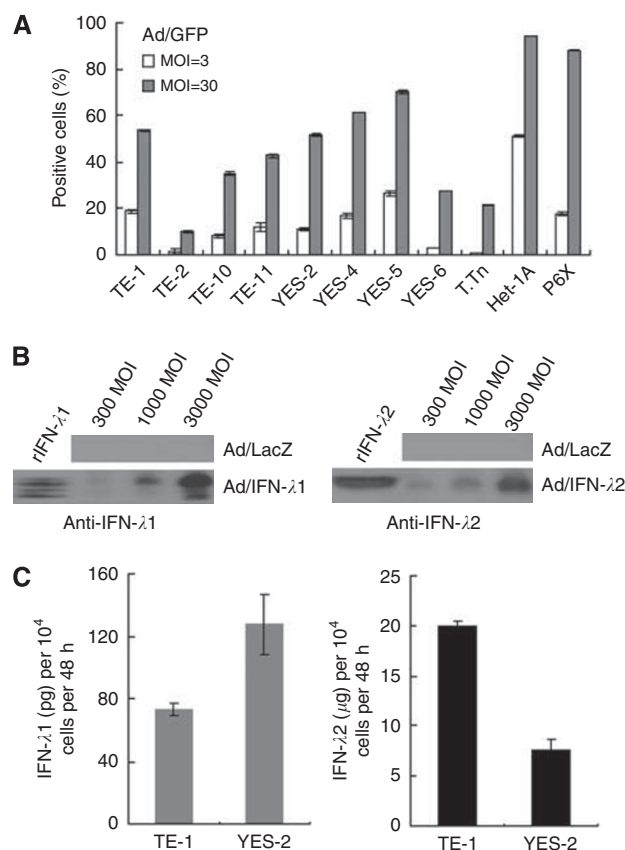 A
Ad/GFP
MOI=3
MOI=30
Positive cells (%)
100
80
60
40
20
0
TE-1
TE-2
TE-10
TE-11
YES-2
YES-4
YES-5
YES-6
T.Tn
Het-1A
P6X
B
rIFN-λ1
300 MOI
1000 MOI
3000 MOI
Ad/LacZ
Ad/IFN-λ1
Anti-IFN-λ1
rIFN-λ2
300 MOI
1000 MOI
3000 MOI
Ad/LacZ
Ad/IFN-λ2
Anti-IFN-λ2
C
IFN-λ1 (pg) per 10⁴
cells per 48 h
160
120
80
40
0
TE-1
YES-2
IFN-λ2 (μg) per 10⁴
cells per 48 h
25
20
15
10
5
0
TE-1
YES-2